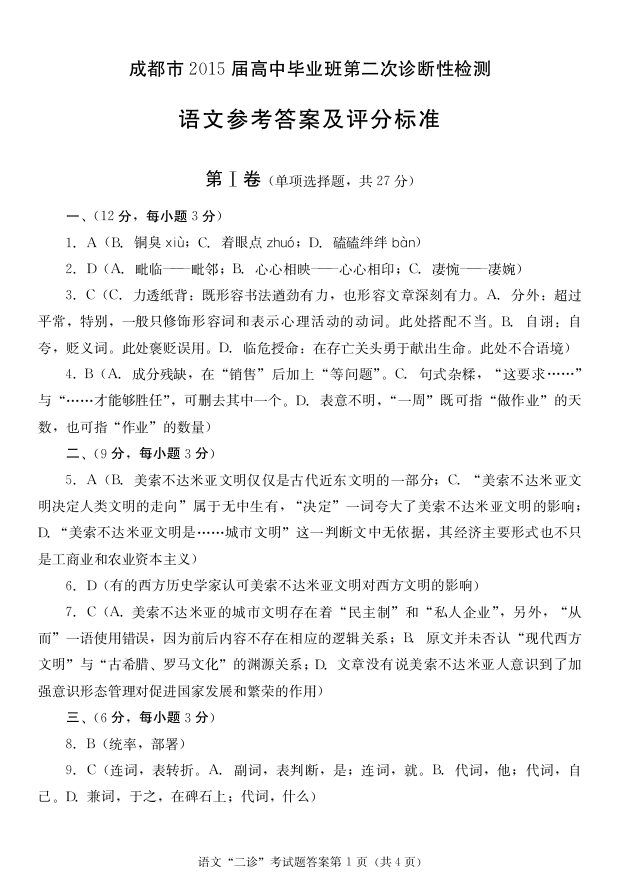 成都市 2015 届高中毕业班第二次诊断性检测
语文参考答案及评分标准
第Ⅰ卷（单项选择题，共 27 分）
一、（12 分，每小题 3 分）
1．A（B．铜臭 xiù；C．着眼点 zhuó；D．磕磕绊绊 bàn）
2．D（A．毗临——毗邻；B．心心相映——心心相印；C．凄惋——凄婉）
3．C（C．力透纸背：既形容书法遒劲有力，也形容文章深刻有力。A．分外：超过
平常，特别，一般只修饰形容词和表示心理活动的动词。此处搭配不当。B．自诩：自
夸，贬义词。此处褒贬误用。D．临危授命：在存亡关头勇于献出生命。此处不合语境）
4．B（A．成分残缺，在“销售”后加上“等问题”。C．句式杂糅，“这要求……”
与“……才能够胜任”，可删去其中一个。D．表意不明，“一周”既可指“做作业”的天
数，也可指“作业”的数量）
二、（9 分，每小题 3 分）
5．A（B．美索不达米亚文明仅仅是古代近东文明的一部分；C．“美索不达米亚文
明决定人类文明的走向”属于无中生有，“决定”一词夸大了美索不达米亚文明的影响；
D．“美索不达米亚文明是……城市文明”这一判断文中无依据，其经济主要形式也不只
是工商业和农业资本主义）
6．D（有的西方历史学家认可美索不达米亚文明对西方文明的影响）
7．C（A．美索不达米亚的城市文明存在着“民主制”和“私人企业”，另外，“从
而”一语使用错误，因为前后内容不存在相应的逻辑关系；B．原文并未否认“现代西方
文明”与“古希腊、罗马文化”的渊源关系；D．文章没有说美索不达米亚人意识到了加
强意识形态管理对促进国家发展和繁荣的作用）
三、（6 分，每小题 3 分）
8．B（统率，部署）
9．C（连词，表转折。A．副词，表判断，是；连词，就。B．代词，他；代词，自
己。D．兼词，于之，在碑石上；代词，什么）
语文“二诊”考试题答案第 1 页（共 4 页）